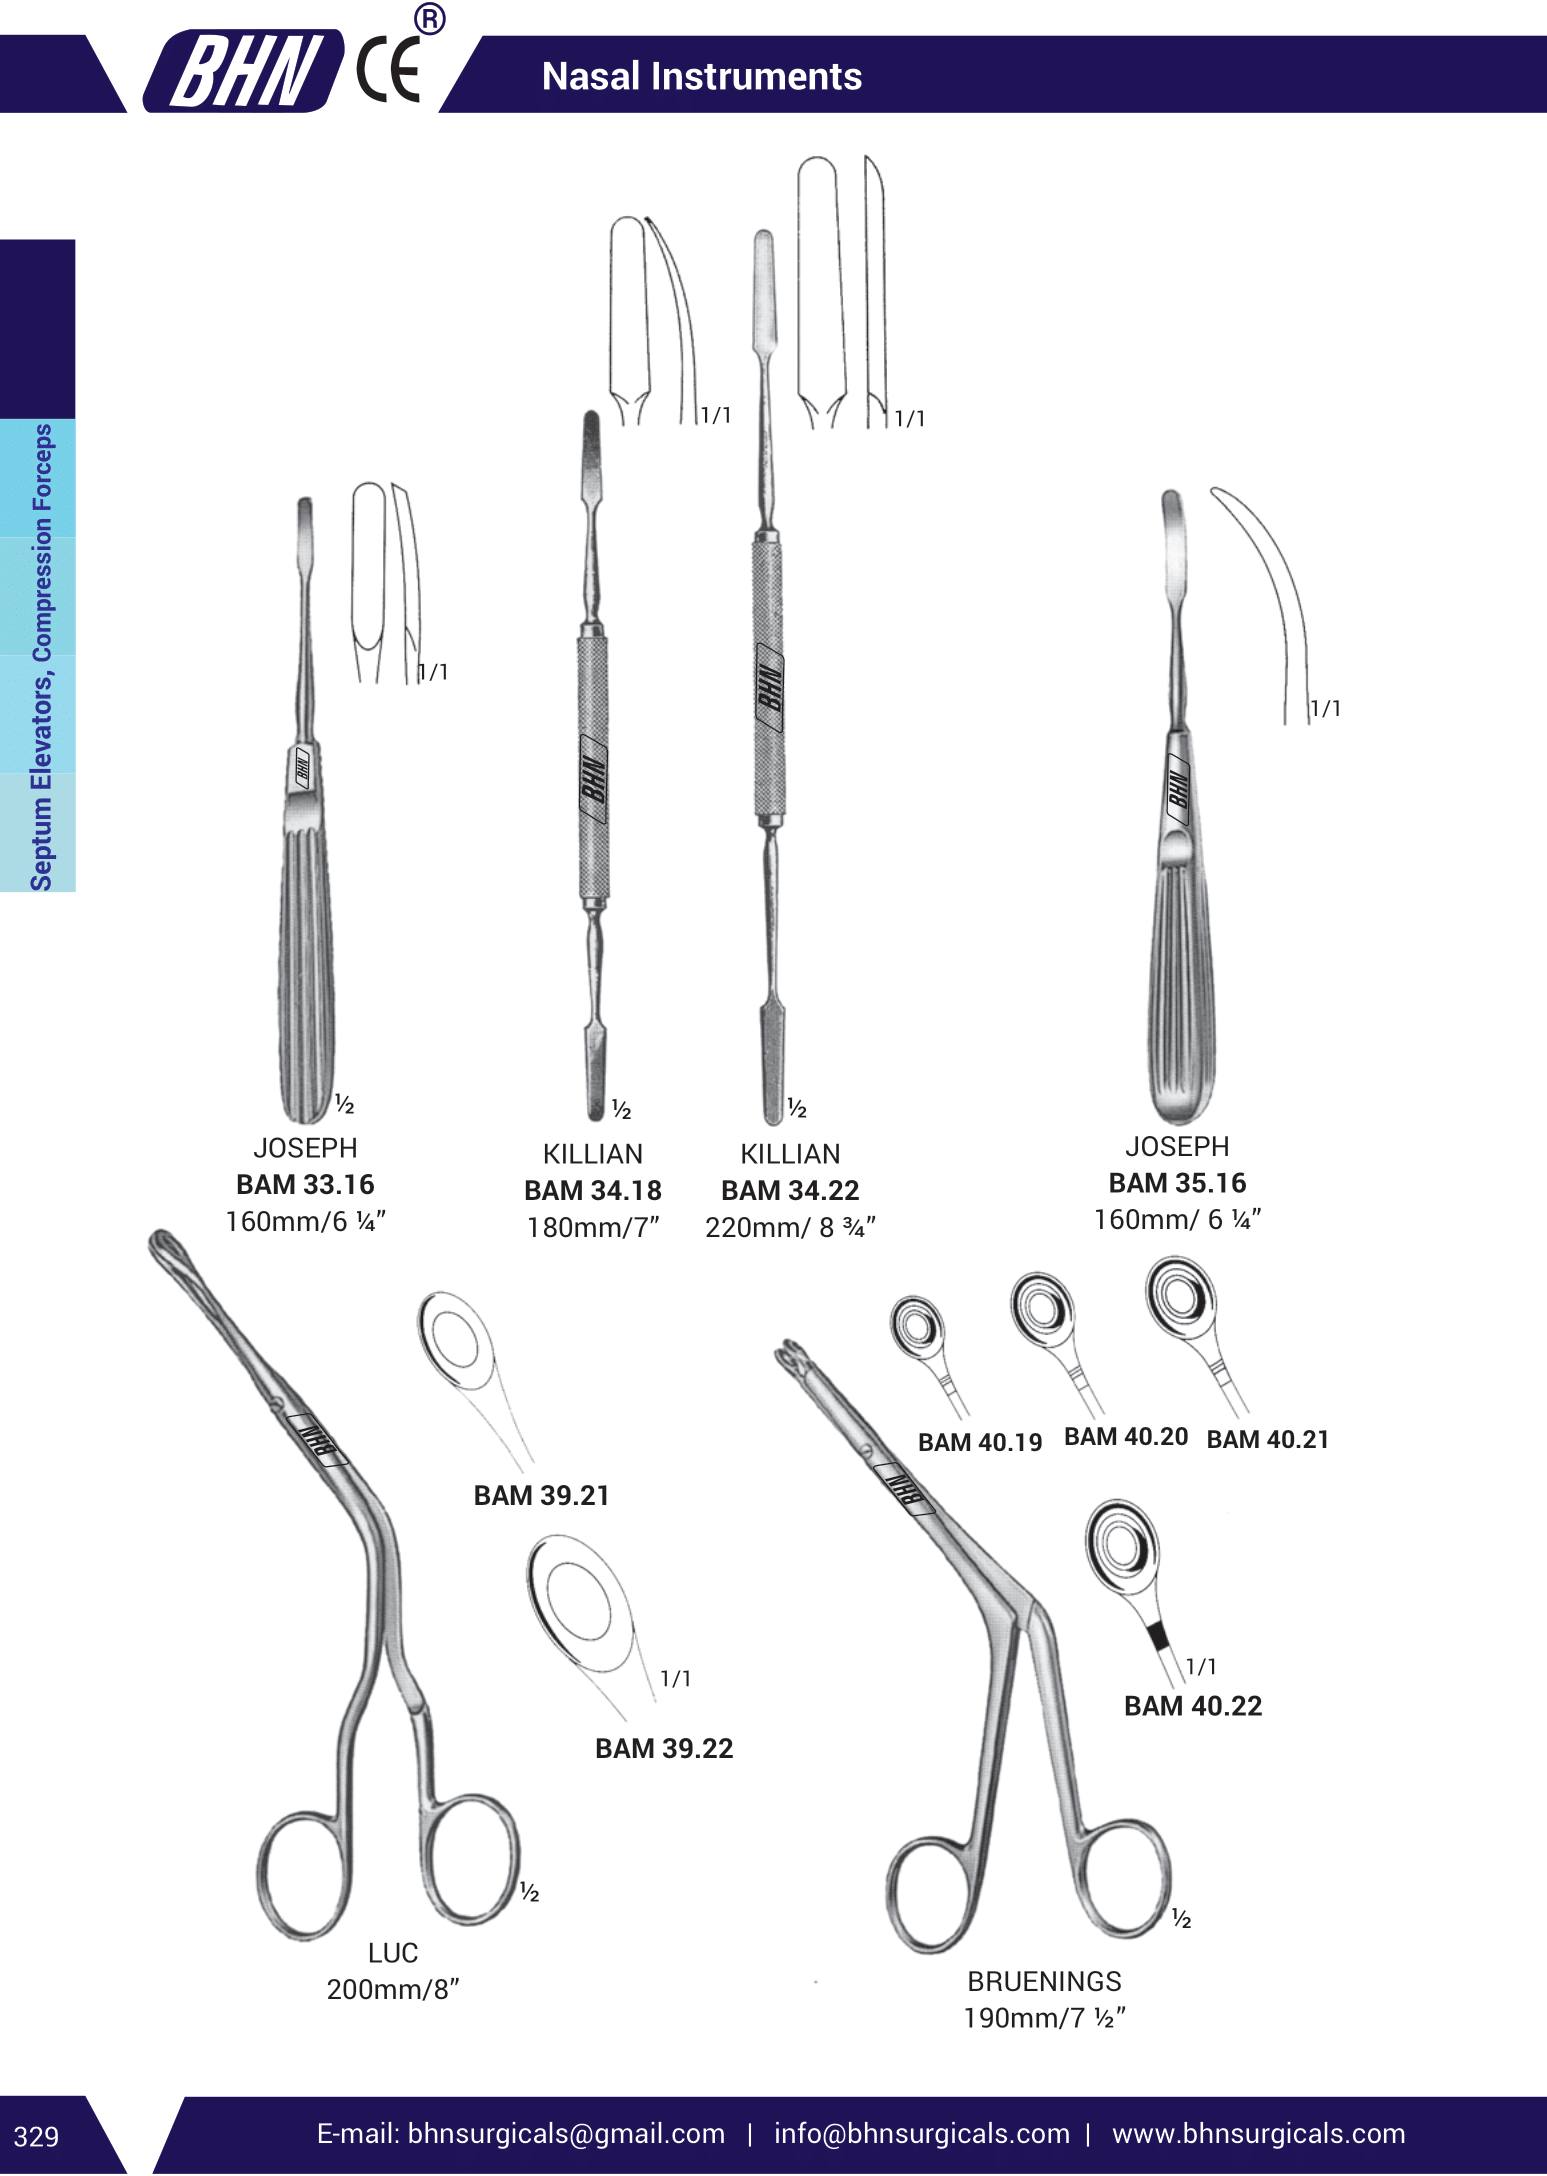 BHN CE ®
Nasal Instruments
Septum Elevators, Compression Forceps
1/1
1/1
1/1
1/1
BHN
BHN
BHN
BHN
½
½
½
JOSEPH
BAM 33.16
160mm/6 ¼”
KILLIAN
BAM 34.18
180mm/7”
KILLIAN
BAM 34.22
220mm/ 8 ¾”
JOSEPH
BAM 35.16
160mm/ 6 ¼”
BHN
BAM 39.21
BAM 39.22
1/1
½
LUC
200mm/8”
BHN
BAM 40.19
BAM 40.20
BAM 40.21
1/1
BAM 40.22
½
BRUENINGS
190mm/7 ½”
329
E-mail: bhnsurgicals@gmail.com | info@bhnsurgicals.com | www.bhnsurgicals.com